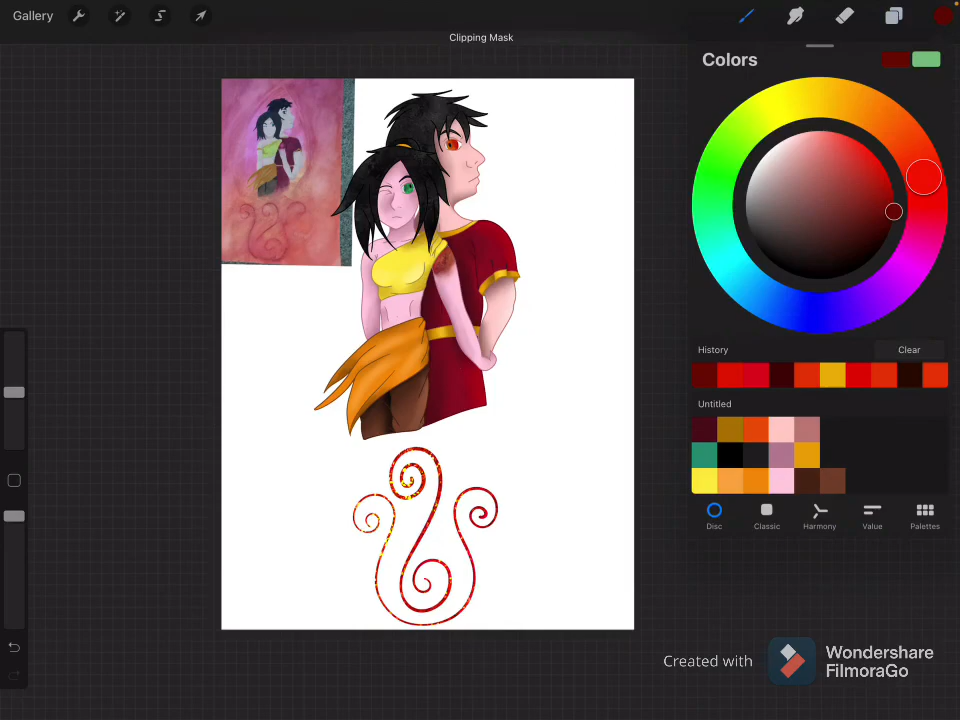 Gallery
Clipping Mask
Colors
History
Clear
Untitled
Disc
Classic
Harmony
Value
Palettes
Created with
Wondershare
FilmoraGo